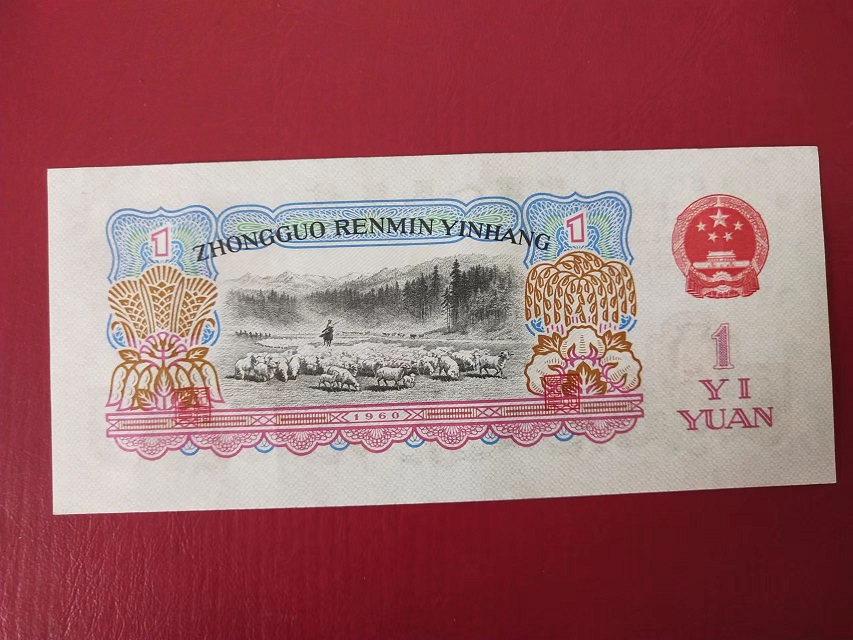 ZHONGGUO RENMIN YINHANG
1
1
1960
1
YI
YUAN